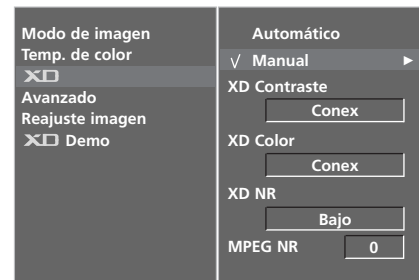 Modo de imagen
Temp. de color
XD
Avanzado
Reajuste imagen
XD Demo
Automático
√ Manual ►
XD Contraste
Conex
XD Color
Conex
XD NR
Bajo
MPEG NR 0